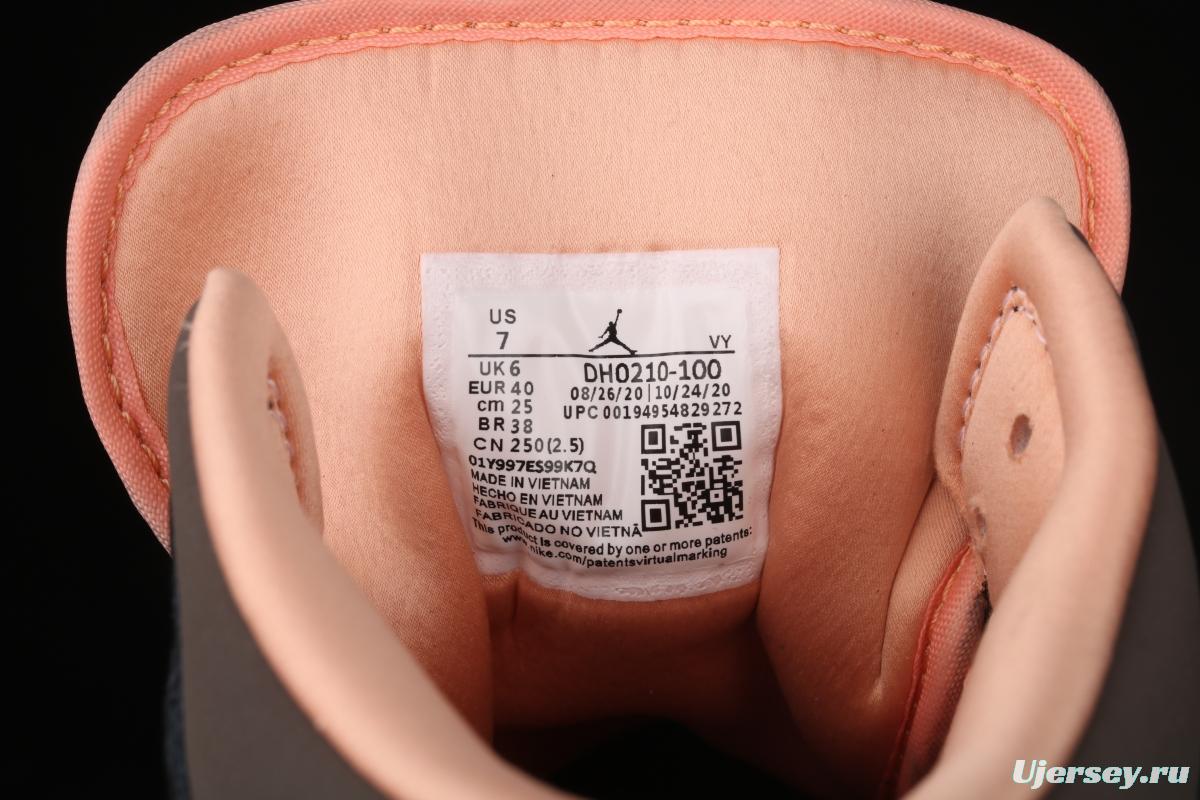 US
7
VY
UK 6
EUR 40
cm 25
BR 38
CN 250(2.5)
DH0210-100
08/26/20 | 10/24/20
UPC 00194954829272
01Y997ES99K7Q
MADE IN VIETNAM
HECHO EN VIETNAM
FABRIQUE AU VIETNAM
FABRICADO NO VIETNÃ
This product is covered by one or more patents:
www.nike.com/patentsvirtualmarking
Ujersey.ru